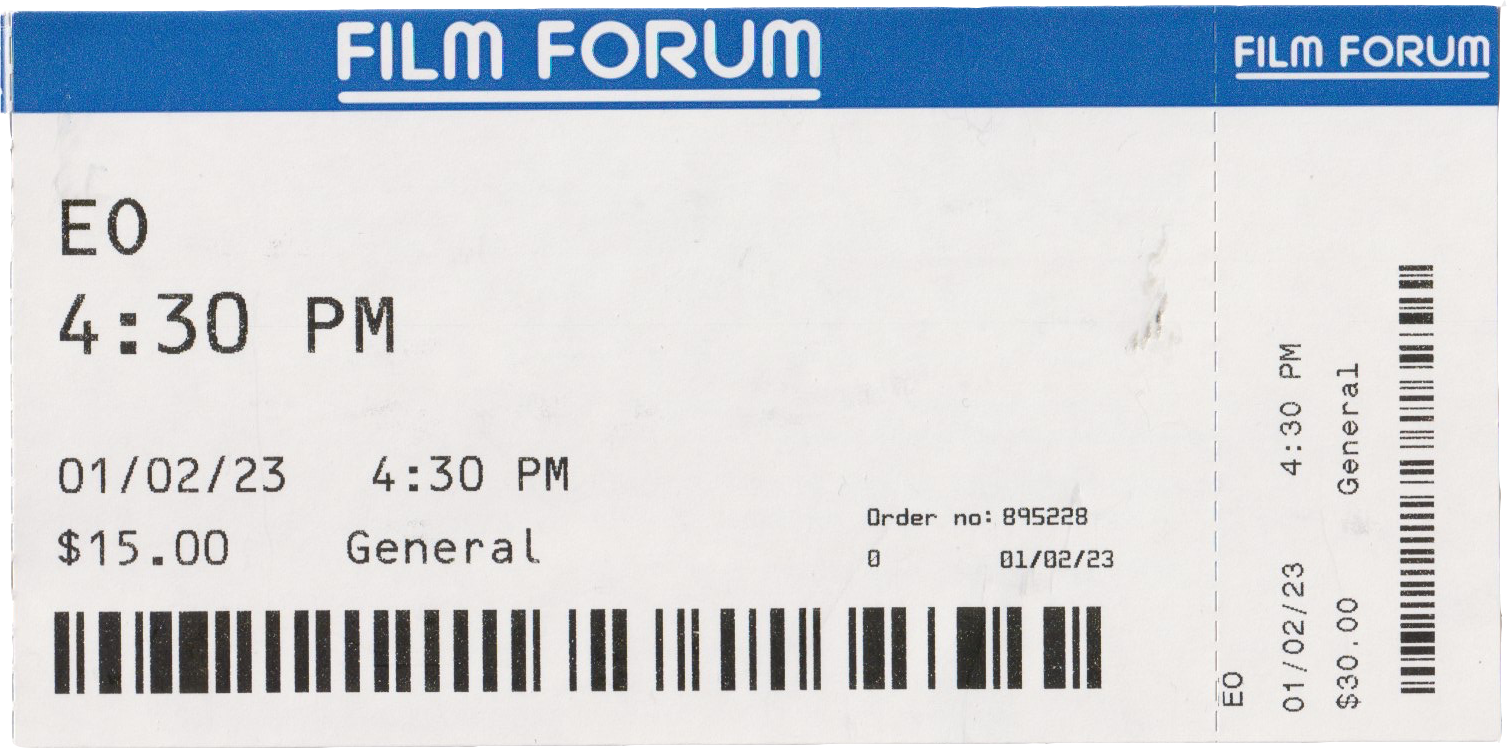 FILM FORUM
EO
4:30 PM
01/02/23 4:30 PM
$15.00 General
Order no: 895228
0 01/02/23
FILM FORUM
EO
01/02/23 4:30 PM
$30.00 General